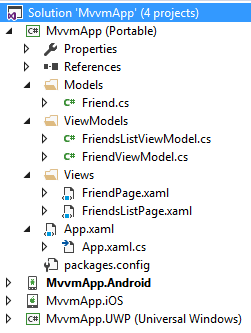 Solution 'MvvmApp' (4 projects)
MvvmApp (Portable)
Properties
References
Models
C# Friend.cs
ViewModels
C# FriendsListViewModel.cs
C# FriendViewModel.cs
Views
FriendPage.xaml
FriendsListPage.xaml
App.xaml
App.xaml.cs
packages.config
MvvmApp.Android
MvvmApp.iOS
MvvmApp.UWP (Universal Windows)